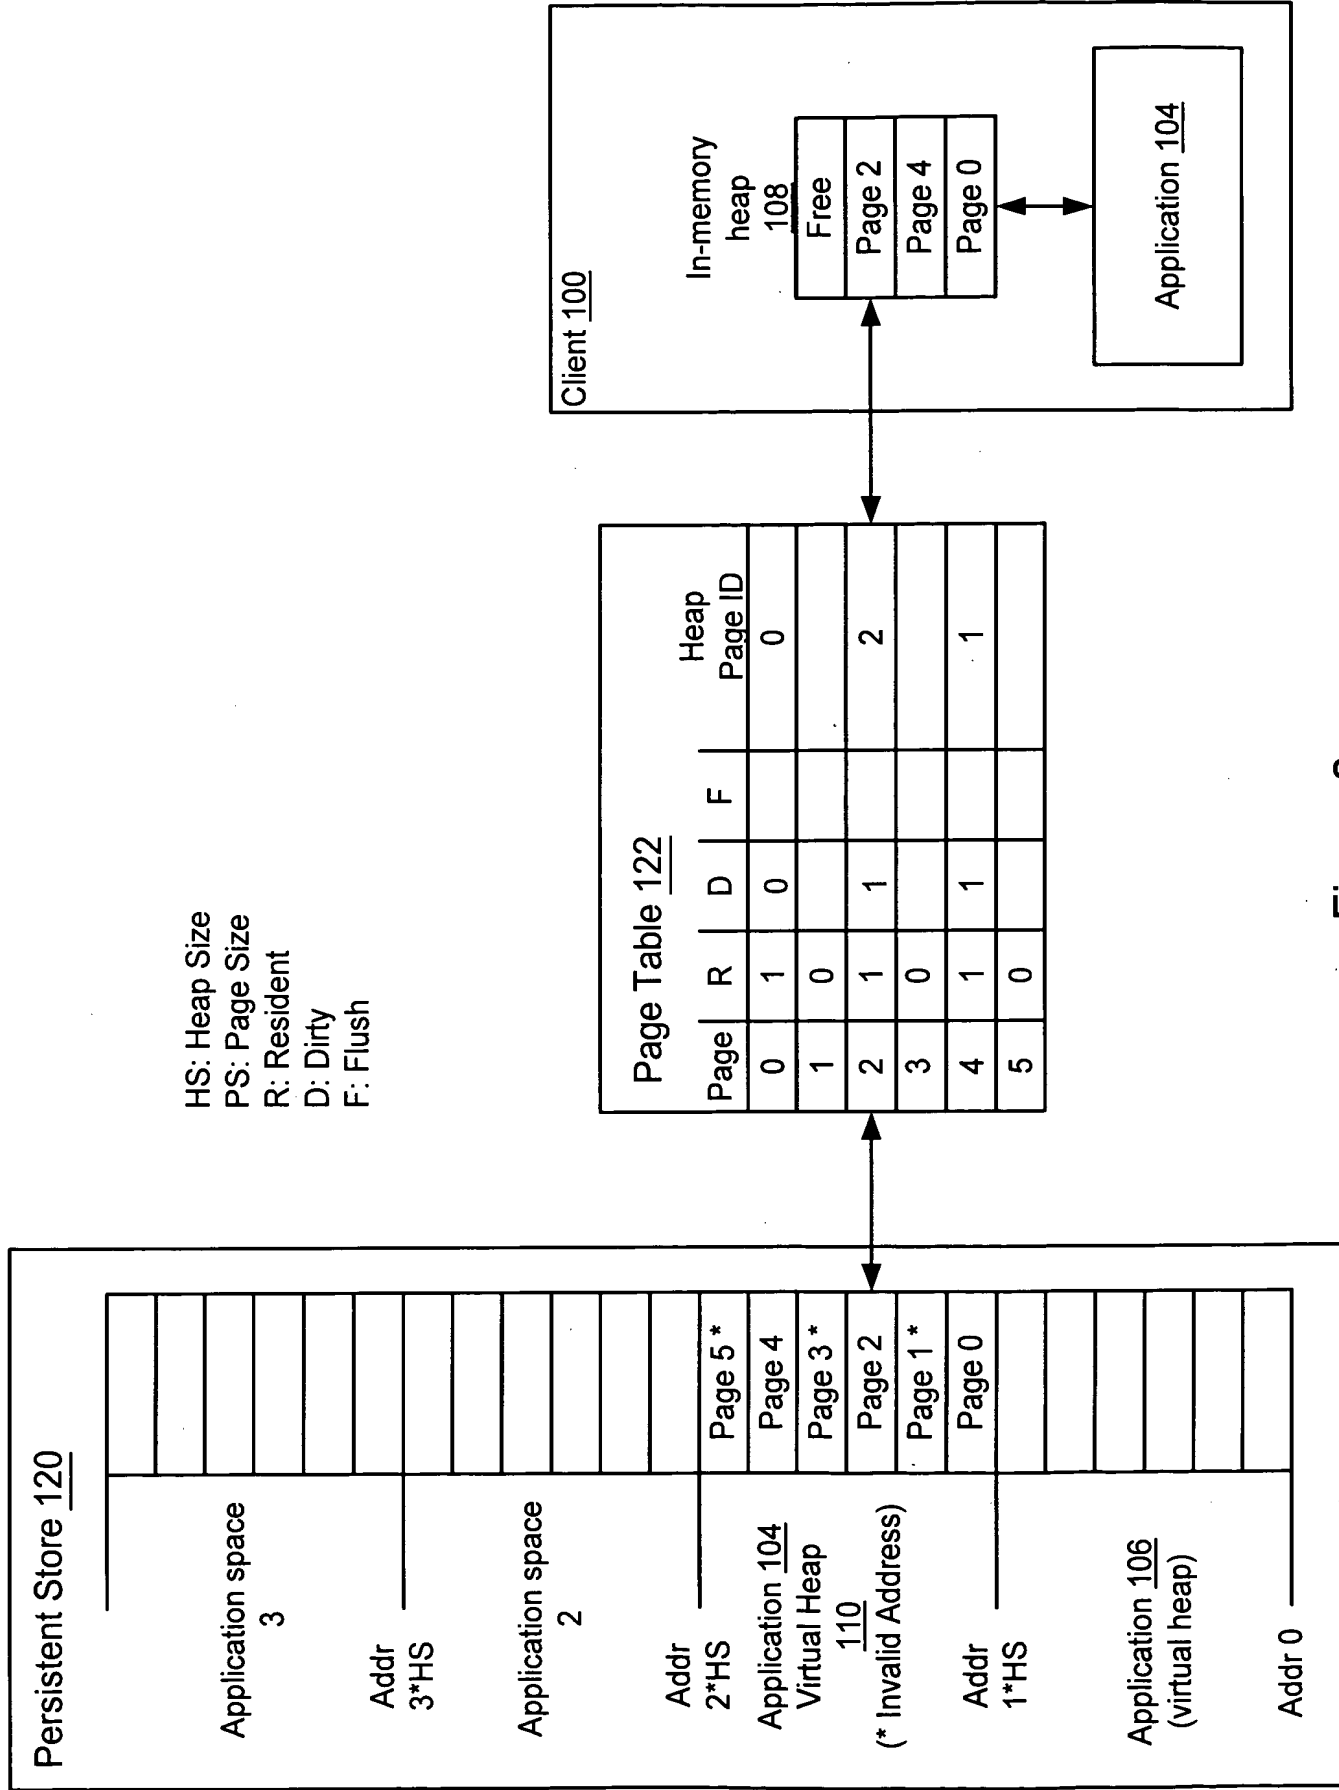 Persistent Store 120
Application space
3
Addr
3*HS
Application space
2
Addr
2*HS
Application 104
Virtual Heap
110
(* Invalid Address)
Addr
1*HS
Application 106
(virtual heap)
Addr 0
Page 5 *
Page 4
Page 3 *
Page 2
Page 1 *
Page 0
HS: Heap Size
PS: Page Size
R: Resident
D: Dirty
F: Flush
Page Table 122
Page R D F Heap Page ID
0 1 0 0
1 0
2 1 1 2
3 0
4 1 1 1
5 0
Client 100
In-memory
heap
108
Free
Page 2
Page 4
Page 0
Application 104